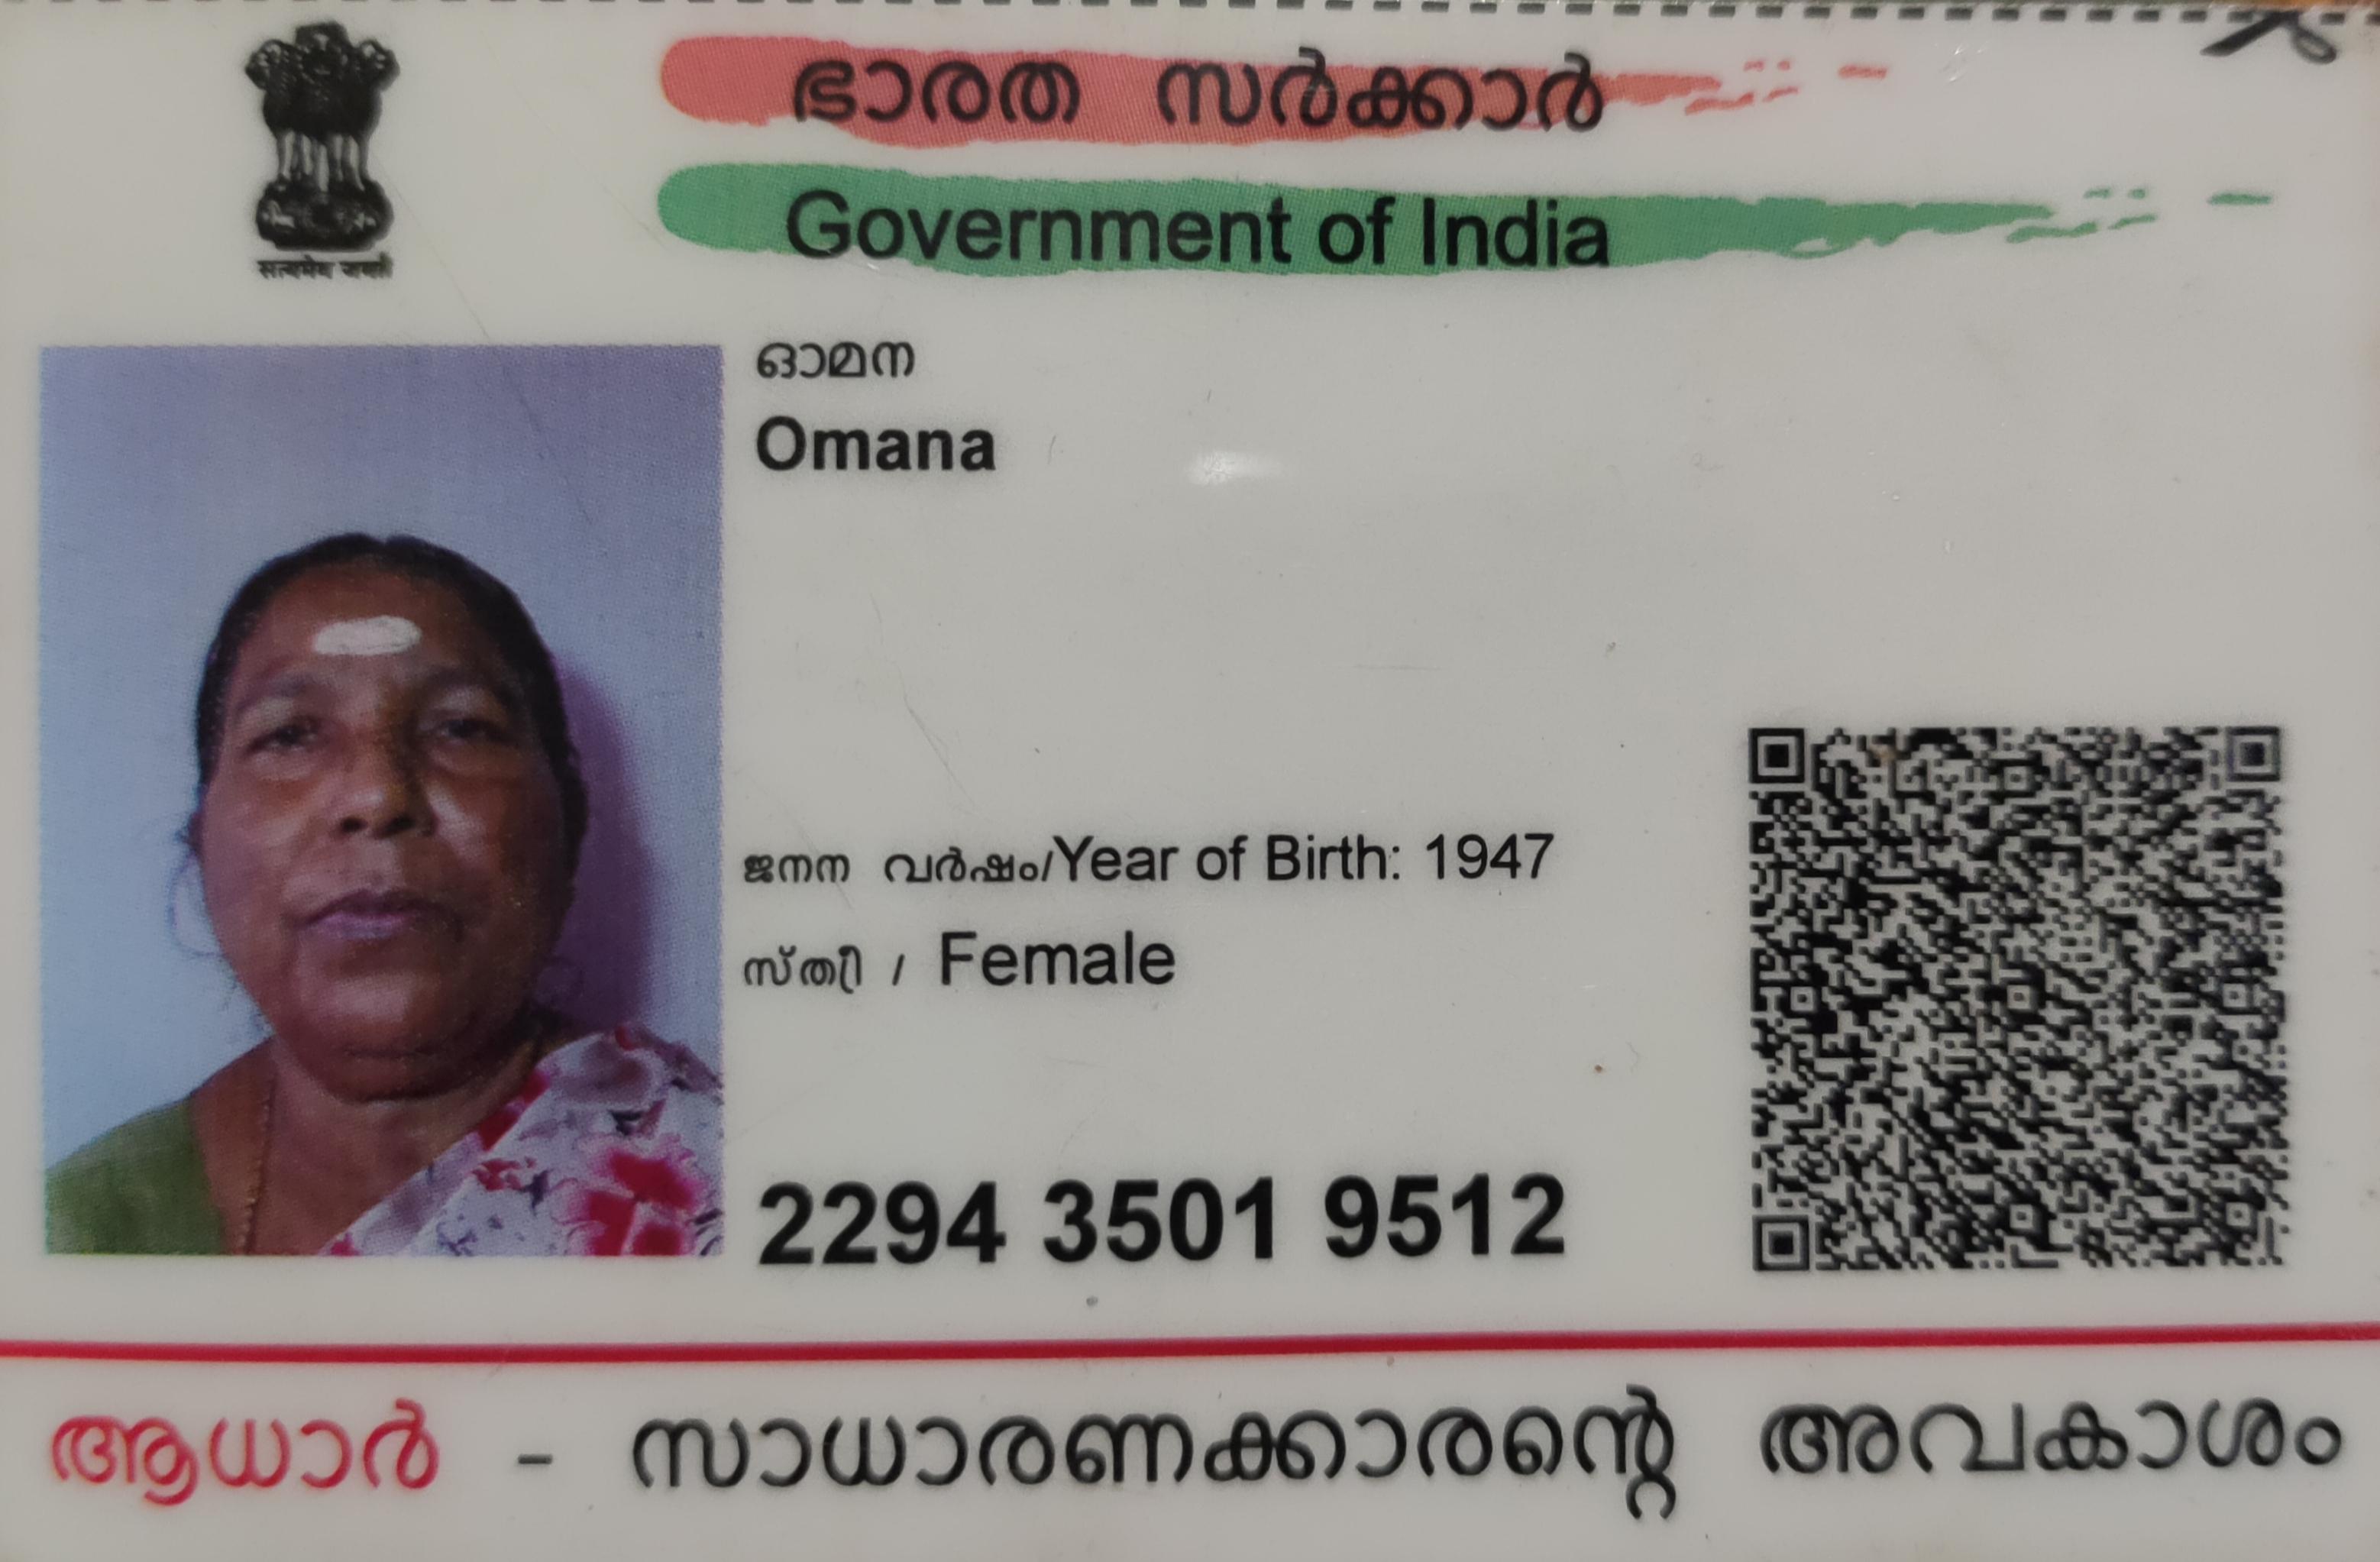 ഭാരത സർക്കാർ
Government of India
सत्यमेव जयते
ഓമന
Omana
ജനന വർഷം/Year of Birth: 1947
സ്ത്രീ / Female
2294 3501 9512
ആധാർ - സാധാരണക്കാരന്റെ അവകാശം